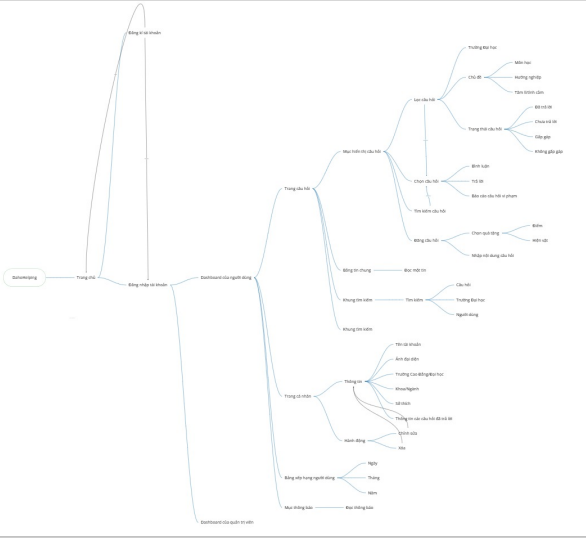 Đăng kí tài khoản
Trường Đại học
Môn học
Chủ đề
Hướng nghiệp
Tâm lí/tình cảm
Lọc câu hỏi
Đã trả lời
Chưa trả lời
Trạng thái câu hỏi
Gấp gáp
Không gấp gáp
Mục hiển thị câu hỏi
Bình luận
Chọn câu hỏi
Trả lời
Báo cáo câu hỏi vi phạm
Trang câu hỏi
Tìm kiếm câu hỏi
Điểm
Chọn quà tặng
Đăng câu hỏi
Hiện vật
Nhập nội dung câu hỏi
Bảng tin chung
Đọc một tin
Trang chủ
Dashboard của người dùng
Đăng nhập tài khoản
Câu hỏi
Khung tìm kiếm
Tìm kiếm
Trường Đại học
Người dùng
Khung tìm kiếm
Tên tài khoản
Ảnh đại diện
Trường Cao Đẳng/Đại học
Thông tin
Khoa/Ngành
Trang cá nhân
Sở thích
Thông tin các câu hỏi đã trả lời
Chỉnh sửa
Hành động
Xóa
Ngày
Bảng xếp hạng người dùng
Tháng
Năm
Mục thông báo
Đọc thông báo
Dashboard của quản trị viên